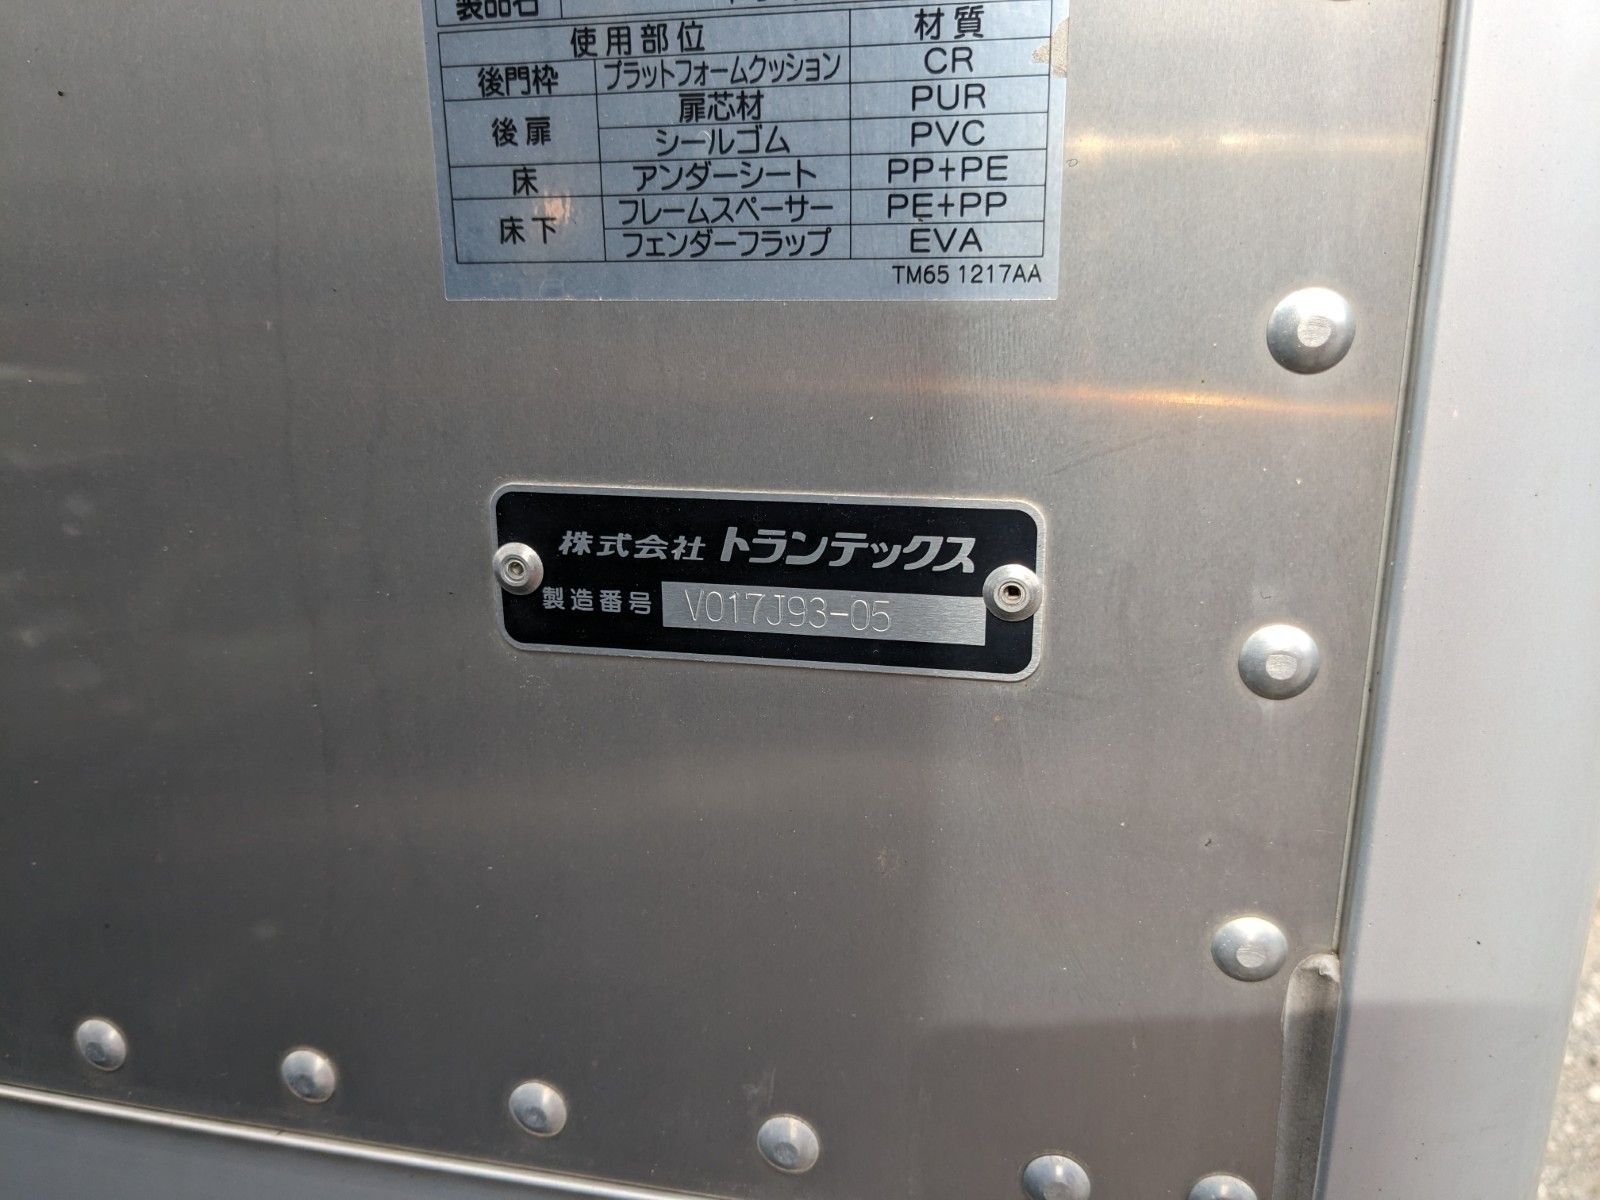 製品名
使用部位 材質
後門枠 プラットフォームクッション CR
後扉 扉芯材 PUR
シールゴム PVC
床 アンダーシート PP+PE
床下 フレームスペーサー PE+PP
フェンダーフラップ EVA
TM65 1217AA
株式会社 トランテックス
製造番号 V017J93-05